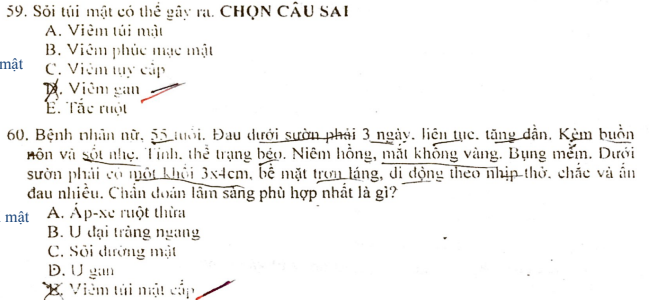 59. Sỏi túi mật có thể gây ra. CHỌN CÂU SAI
A. Viêm túi mật
B. Viêm phúc mạc mật
mật
C. Viêm tụy cấp
D. Viêm gan
E. Tắc ruột
60. Bệnh nhân nữ, 55 tuổi. Đau dưới sườn phải 3 ngày, liên tục, tăng dần. Kèm buồn
nôn và sốt nhẹ. Tỉnh, thể trạng béo. Niêm hồng, mắt không vàng. Bụng mềm. Dưới
sườn phải có một khối 3x4cm, bề mặt trơn láng, di động theo nhịp thở, chắc và ấn
đau nhiều. Chẩn đoán lâm sàng phù hợp nhất là gì?
mật
A. Áp-xe ruột thừa
B. U đại tràng ngang
C. Sỏi đường mật
D. U gan
E. Viêm túi mật cấp